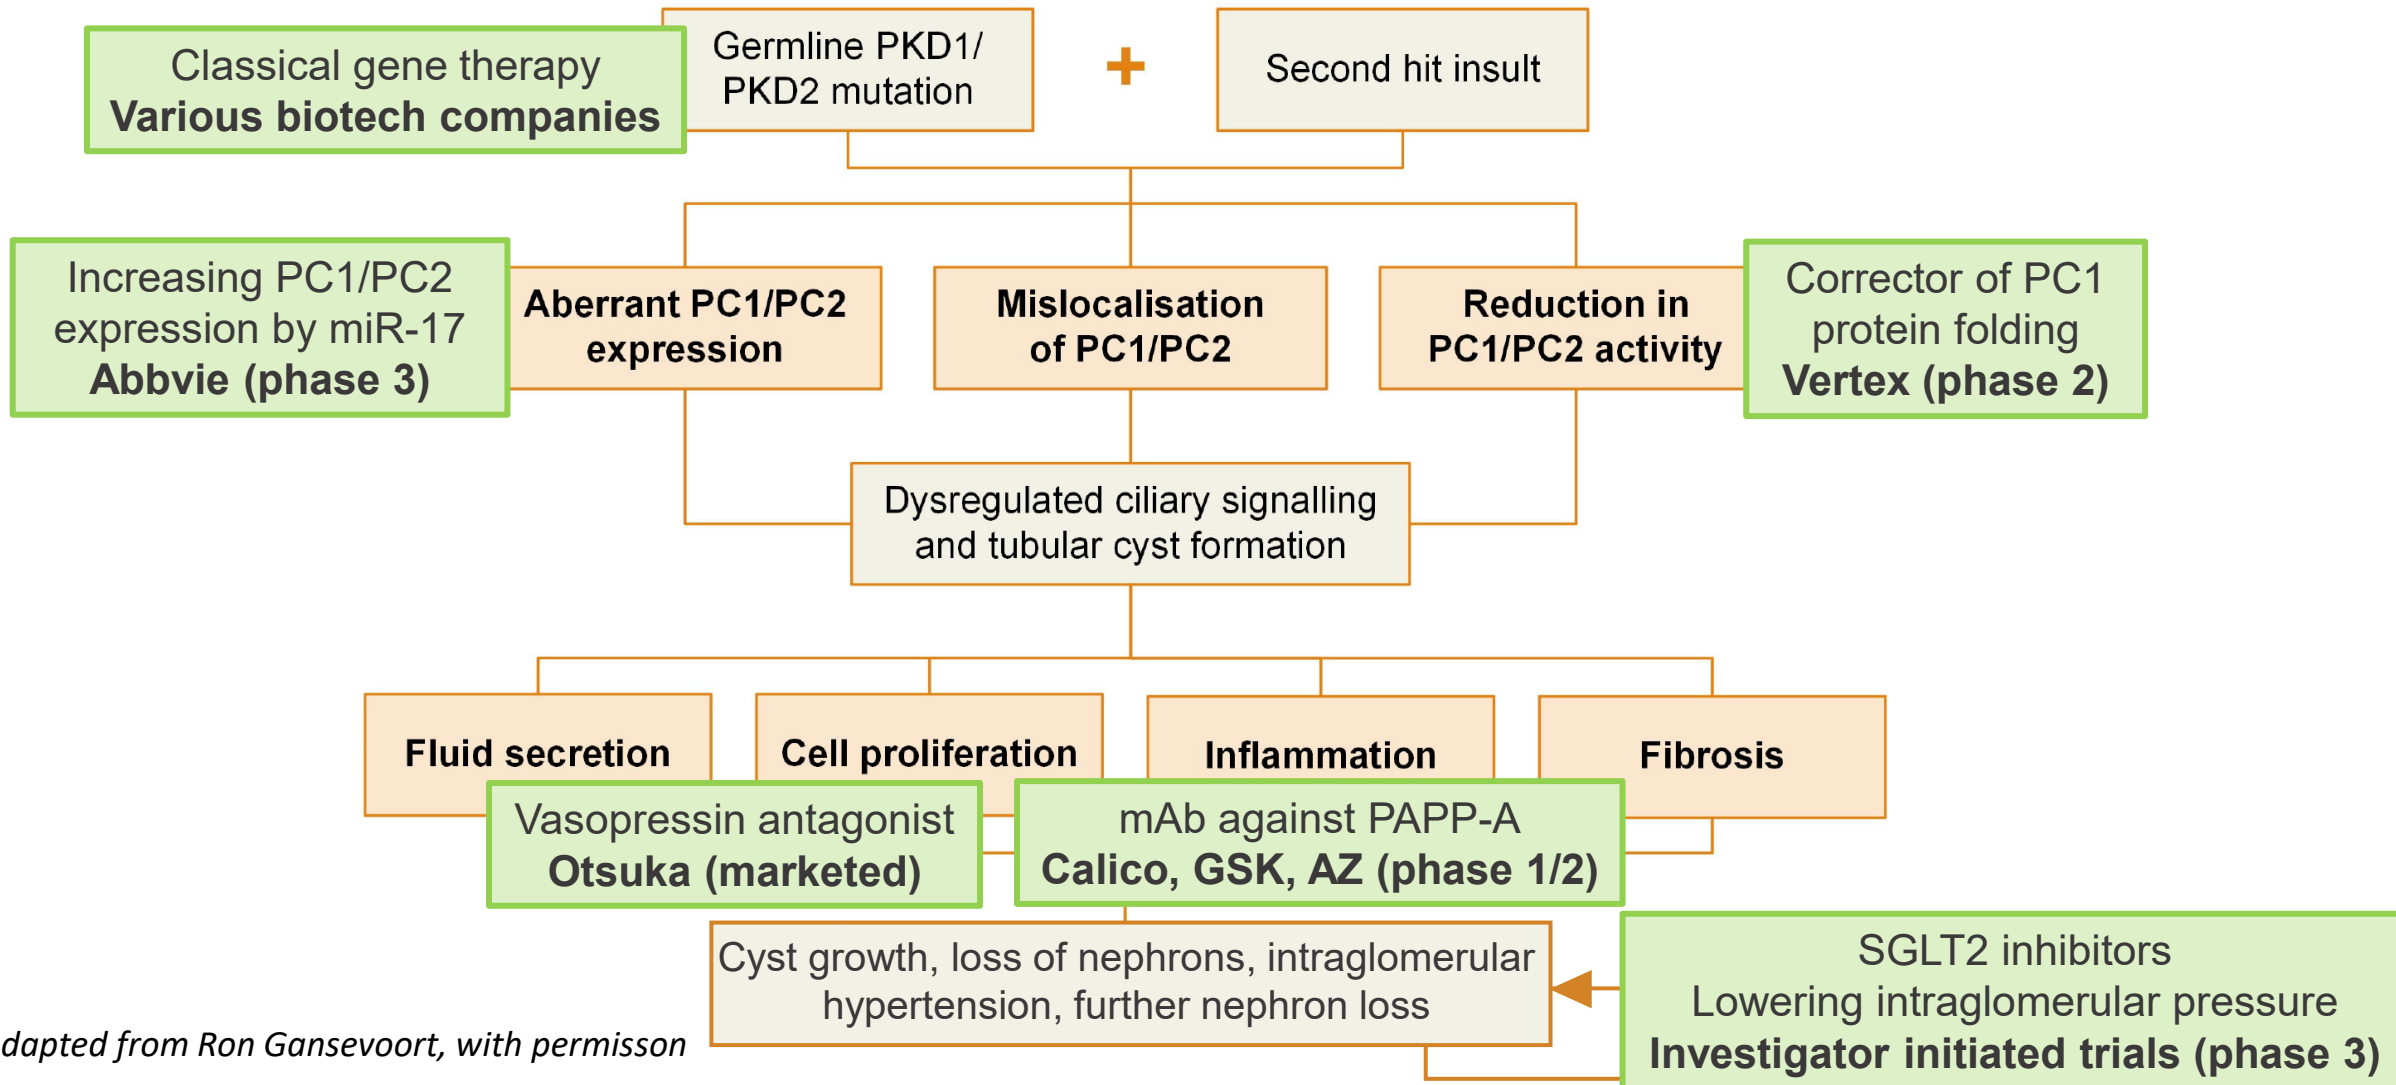 Classical gene therapy
Various biotech companies
Germline PKD1/
PKD2 mutation
+
Second hit insult
Increasing PC1/PC2
expression by miR-17
Abbvie (phase 3)
Aberrant PC1/PC2
expression
Mislocalisation
of PC1/PC2
Reduction in
PC1/PC2 activity
Corrector of PC1
protein folding
Vertex (phase 2)
Dysregulated ciliary signalling
and tubular cyst formation
Fluid secretion
Cell proliferation
Inflammation
Fibrosis
Vasopressin antagonist
Otsuka (marketed)
mAb against PAPP-A
Calico, GSK, AZ (phase 1/2)
Cyst growth, loss of nephrons, intraglomerular
hypertension, further nephron loss
SGLT2 inhibitors
Lowering intraglomerular pressure
Investigator initiated trials (phase 3)
dapted from Ron Gansevoort, with permisson